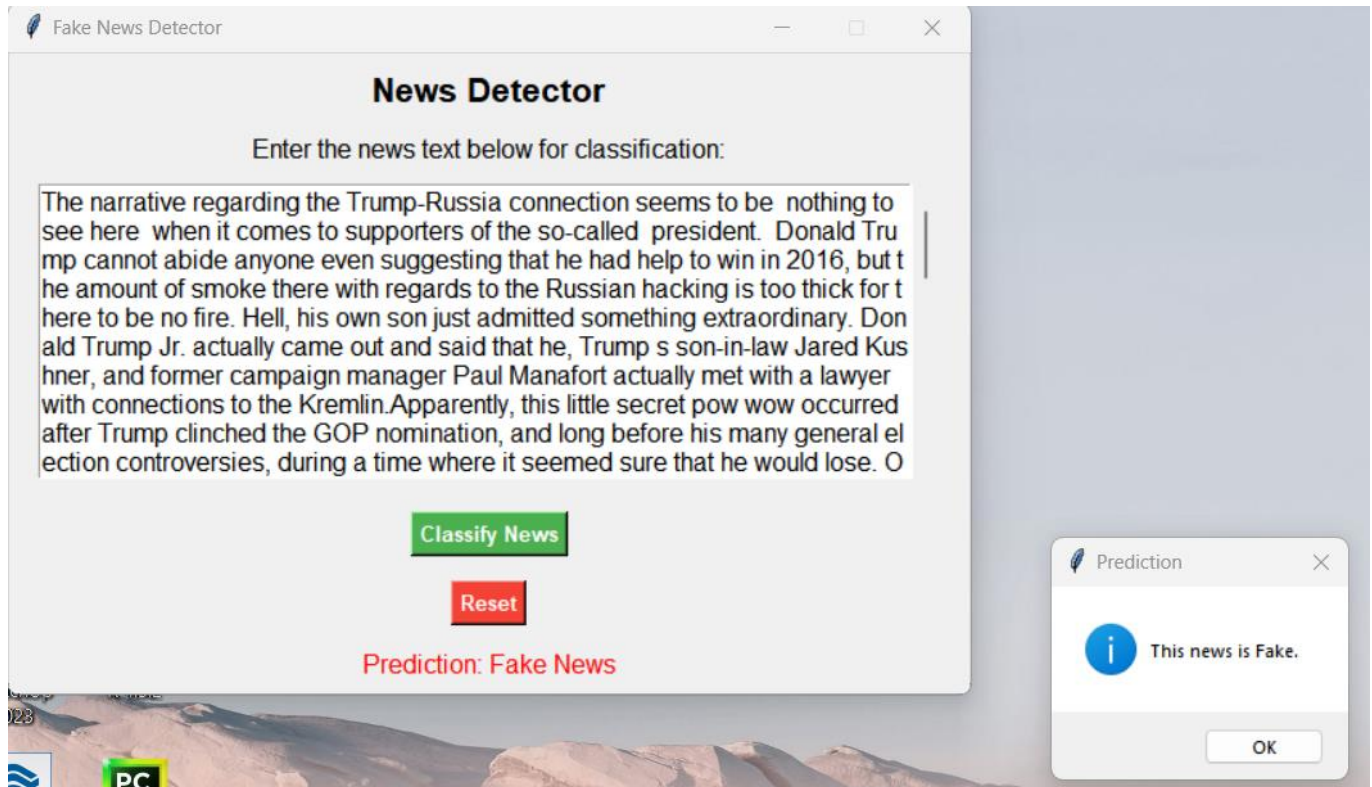 Fake News Detector
News Detector
Enter the news text below for classification:
The narrative regarding the Trump-Russia connection seems to be  nothing to
see here  when it comes to supporters of the so-called  president.  Donald Tru
mp cannot abide anyone even suggesting that he had help to win in 2016, but t
he amount of smoke there with regards to the Russian hacking is too thick for t
here to be no fire. Hell, his own son just admitted something extraordinary. Don
ald Trump Jr. actually came out and said that he, Trump s son-in-law Jared Kus
hner, and former campaign manager Paul Manafort actually met with a lawyer
with connections to the Kremlin.Apparently, this little secret pow wow occurred
after Trump clinched the GOP nomination, and long before his many general el
ection controversies, during a time where it seemed sure that he would lose. O
Classify News
Reset
Prediction: Fake News
Prediction
This news is Fake.
OK
PC